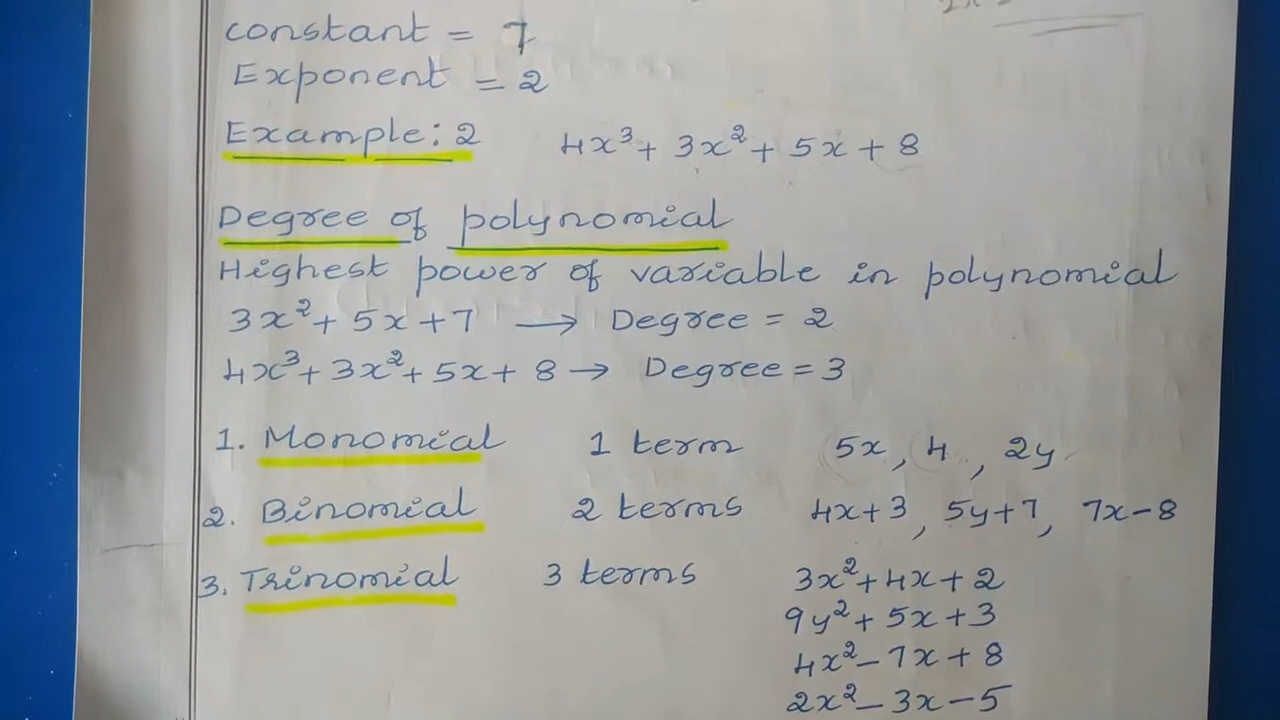 constant = 7
Exponent = 2
Example: 2 4x³ + 3x² + 5x + 8
Degree of polynomial
Highest power of variable in polynomial
3x² + 5x + 7 → Degree = 2
4x³ + 3x² + 5x + 8 → Degree = 3
1. Monomial 1 term 5x, 4, 2y
2. Binomial 2 terms 4x+3, 5y+7, 7x-8
3. Trinomial 3 terms 3x² + 4x + 2
9y² + 5x + 3
4x² - 7x + 8
2x² - 3x - 5